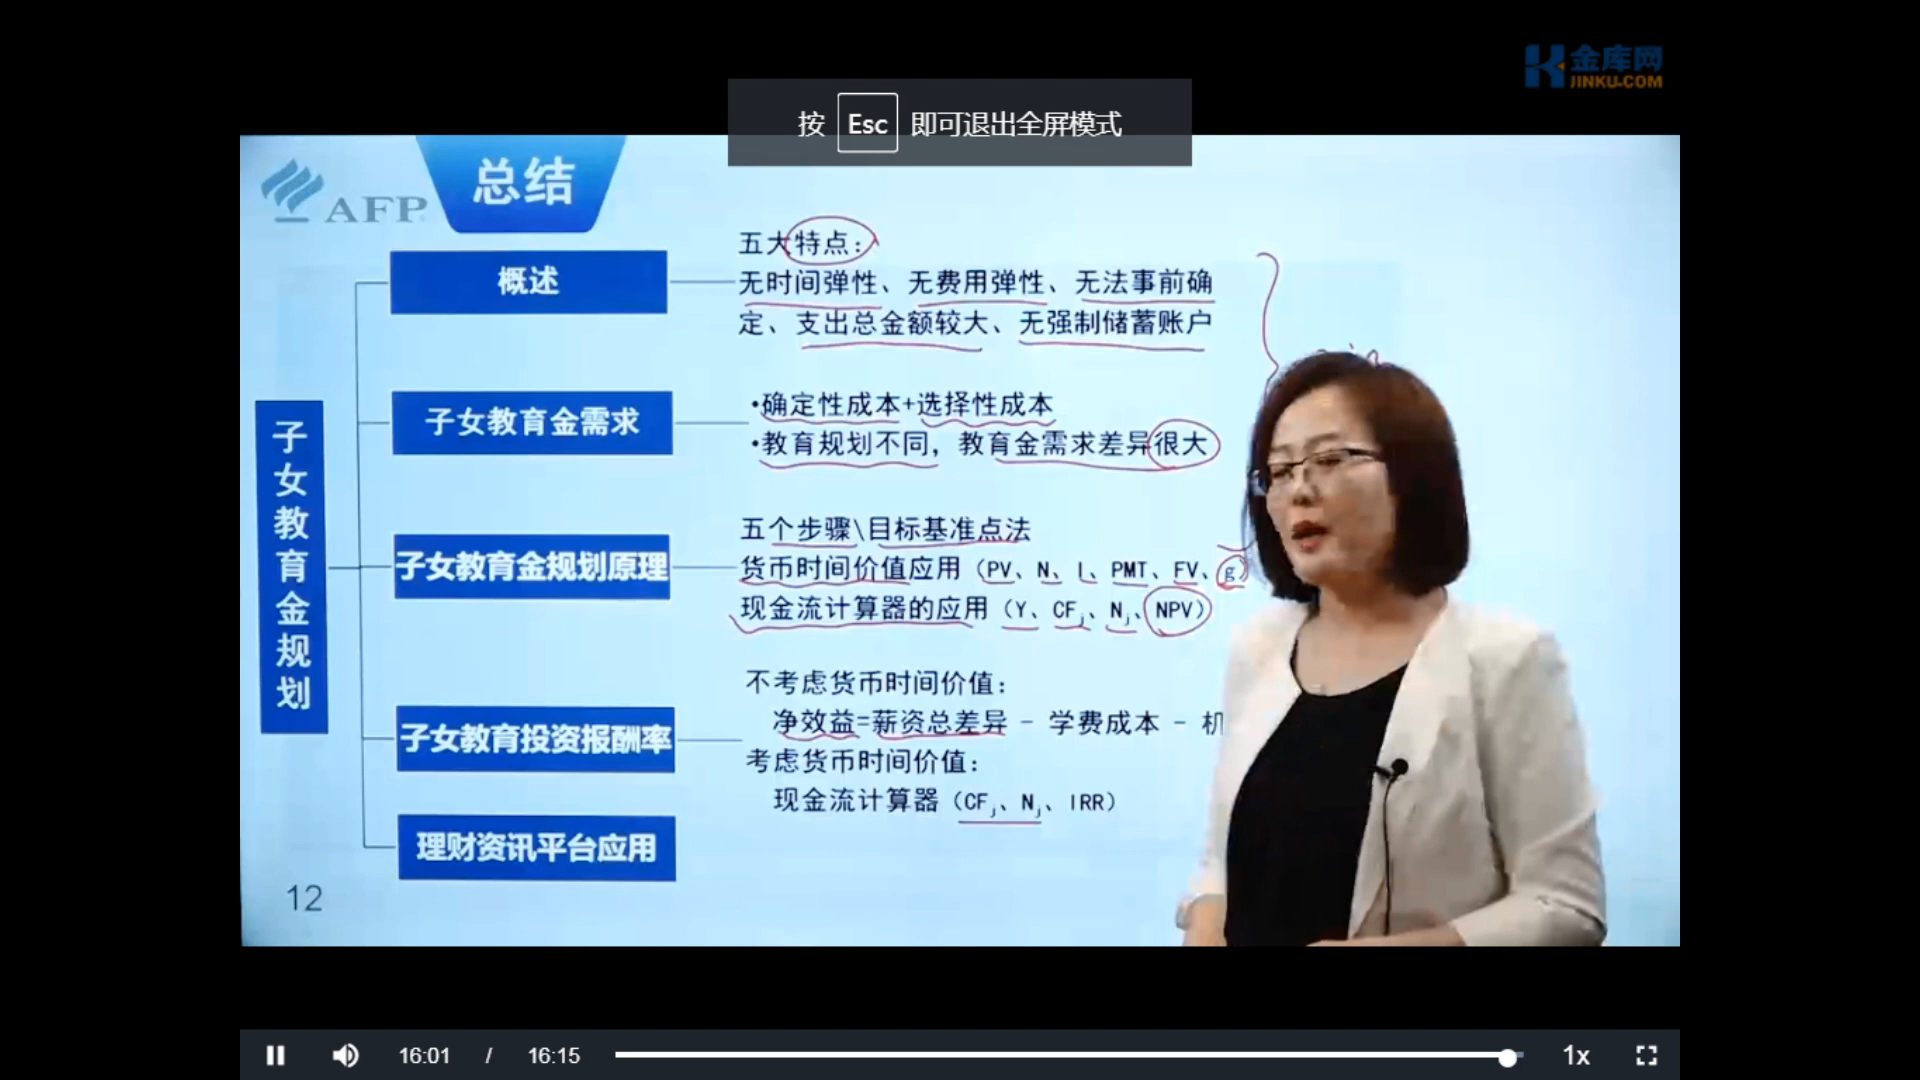 金库网
JINKU.COM
按 Esc 即可退出全屏模式
AFP
总结
子女教育金规划
概述
五大特点：
无时间弹性、无费用弹性、无法事前确
定、支出总金额较大、无强制储蓄账户
子女教育金需求
•确定性成本+选择性成本
•教育规划不同，教育金需求差异很大
子女教育金规划原理
五个步骤\目标基准点法
货币时间价值应用（PV、N、I、PMT、FV、g）
现金流计算器的应用（Y、CFj、Nj、NPV）
子女教育投资报酬率
不考虑货币时间价值：
净效益=薪资总差异 - 学费成本 - 机
考虑货币时间价值：
现金流计算器（CFj、Nj、IRR）
理财资讯平台应用
12
16:01 / 16:15
1x